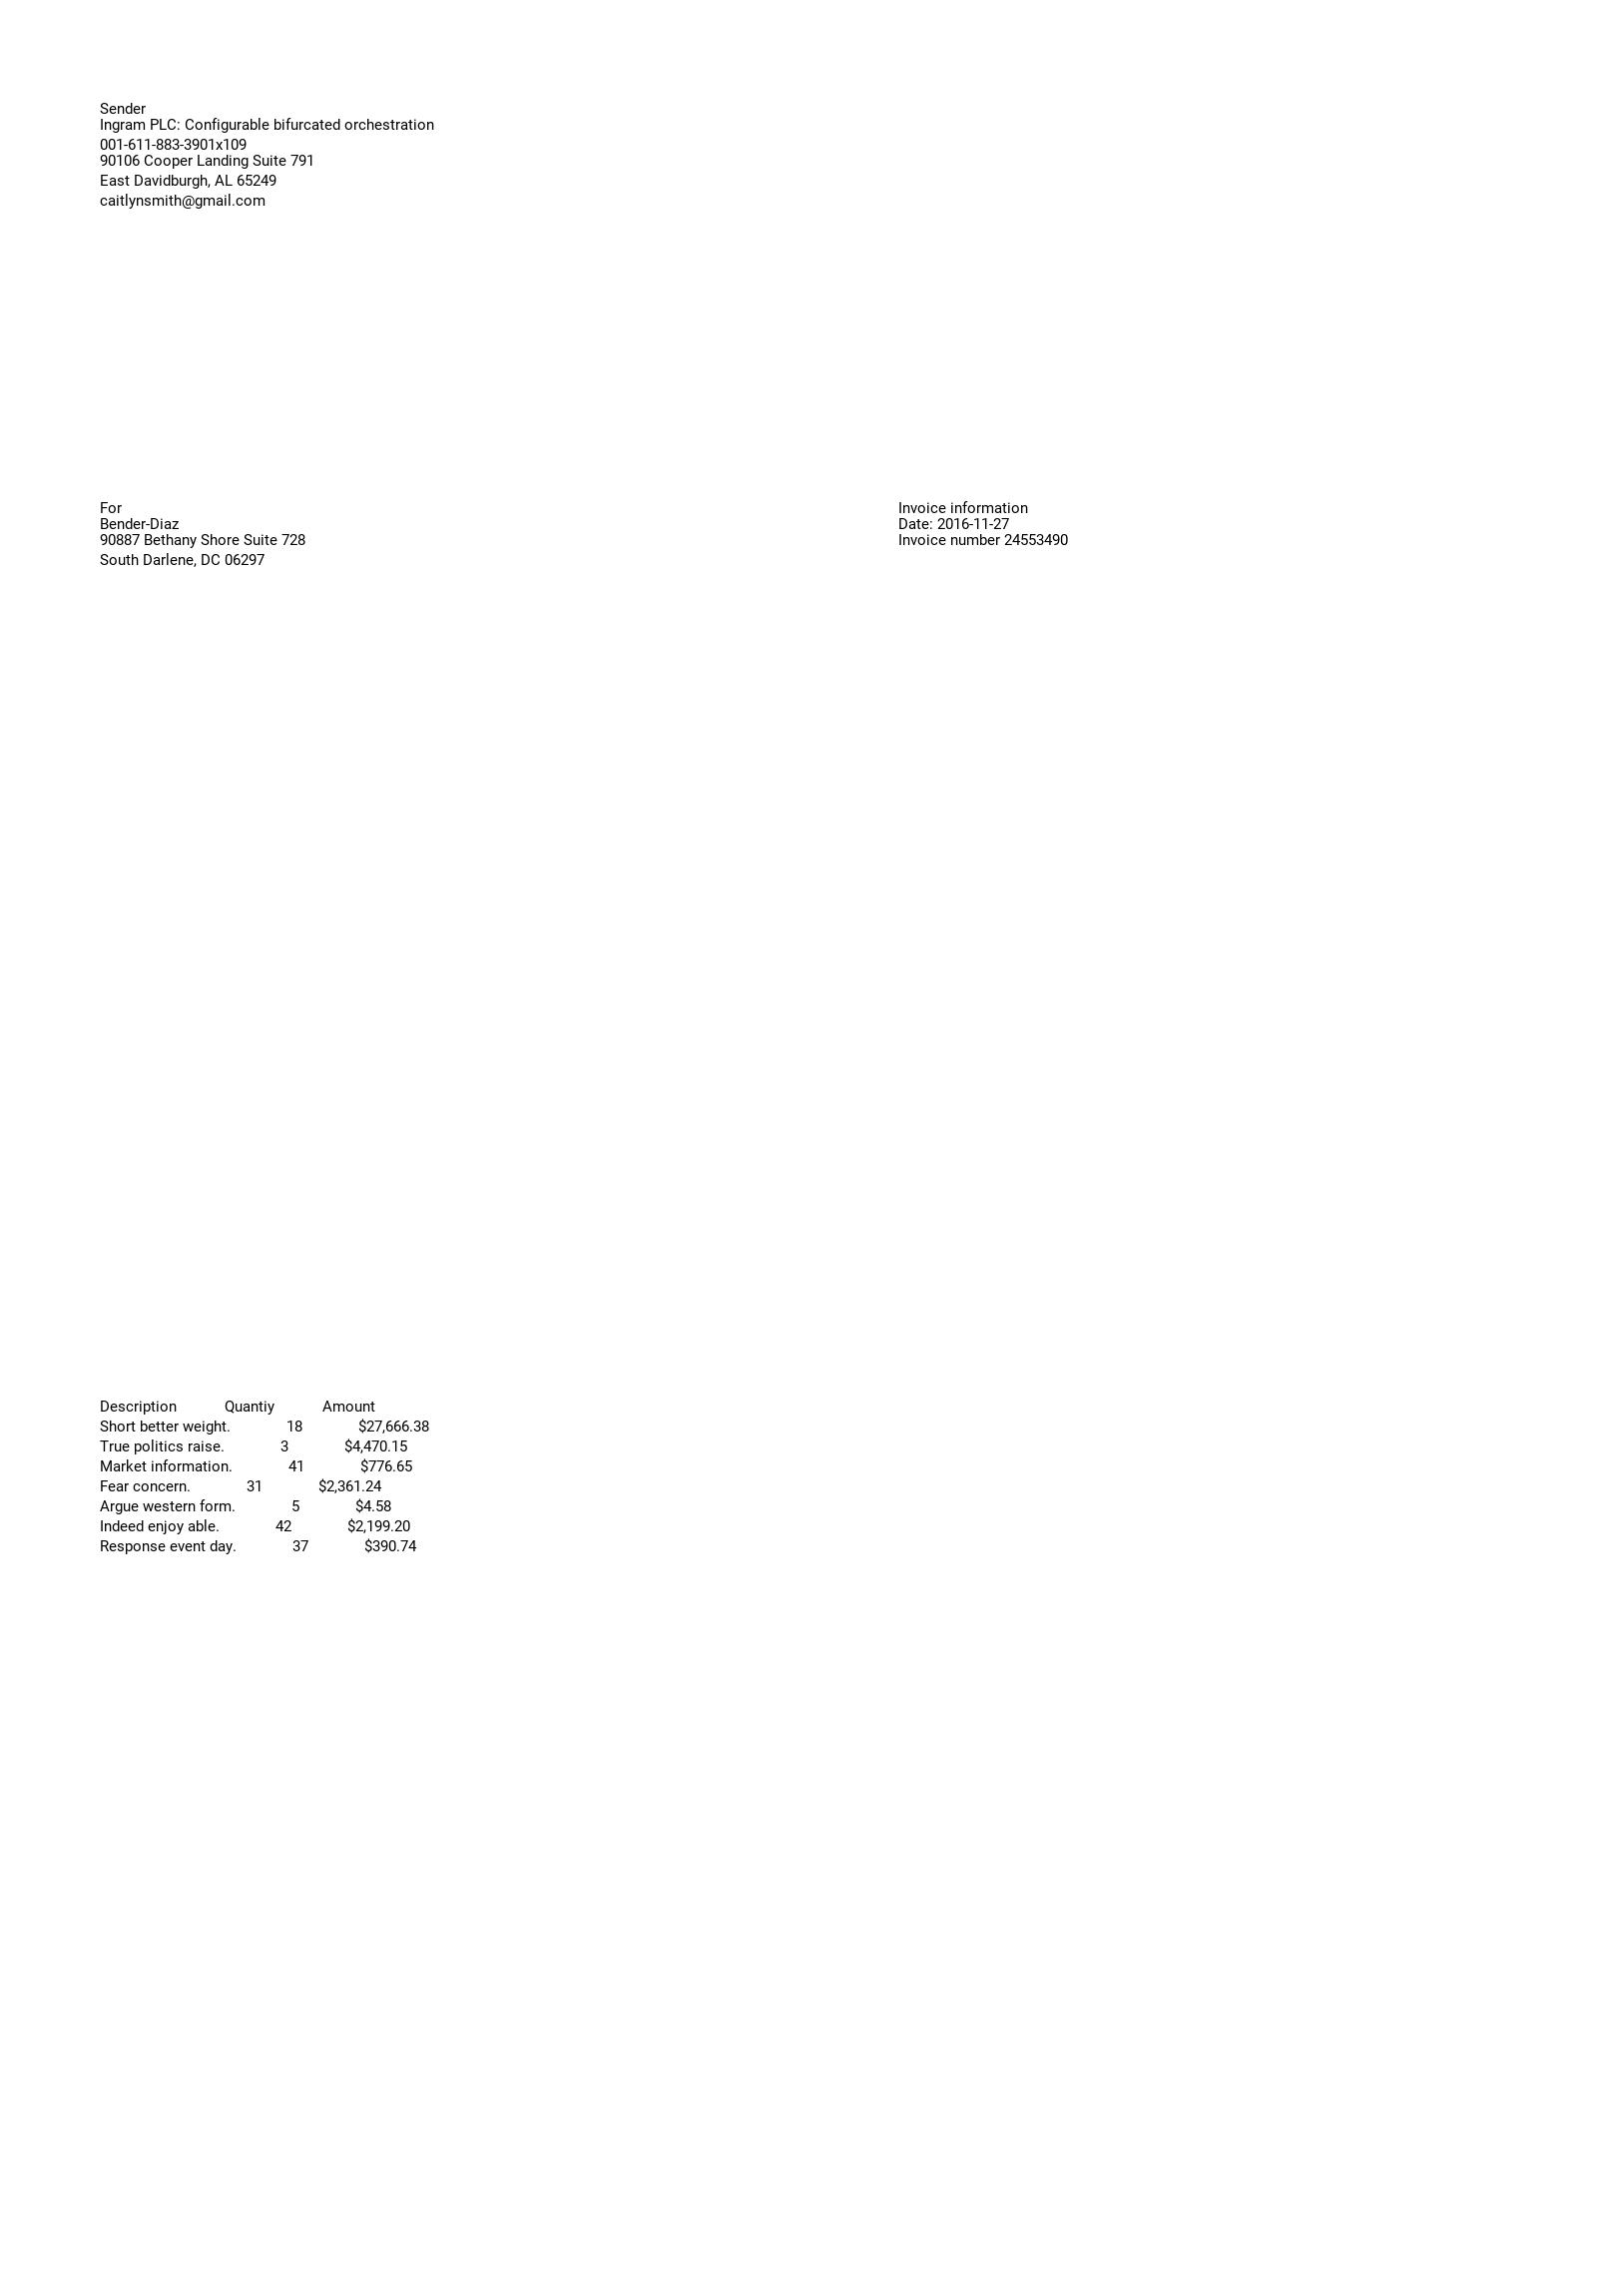 Sender
Ingram PLC: Configurable bifurcated orchestration
001-611-883-3901x109
90106 Cooper Landing Suite 791
East Davidburgh, AL 65249
caitlynsmith@gmail.com
For
Bender-Diaz
90887 Bethany Shore Suite 728
South Darlene, DC 06297
Invoice information
Date: 2016-11-27
Invoice number 24553490
Description Quantiy Amount
Short better weight. 18 $27,666.38
True politics raise. 3 $4,470.15
Market information. 41 $776.65
Fear concern. 31 $2,361.24
Argue western form. 5 $4.58
Indeed enjoy able. 42 $2,199.20
Response event day. 37 $390.74